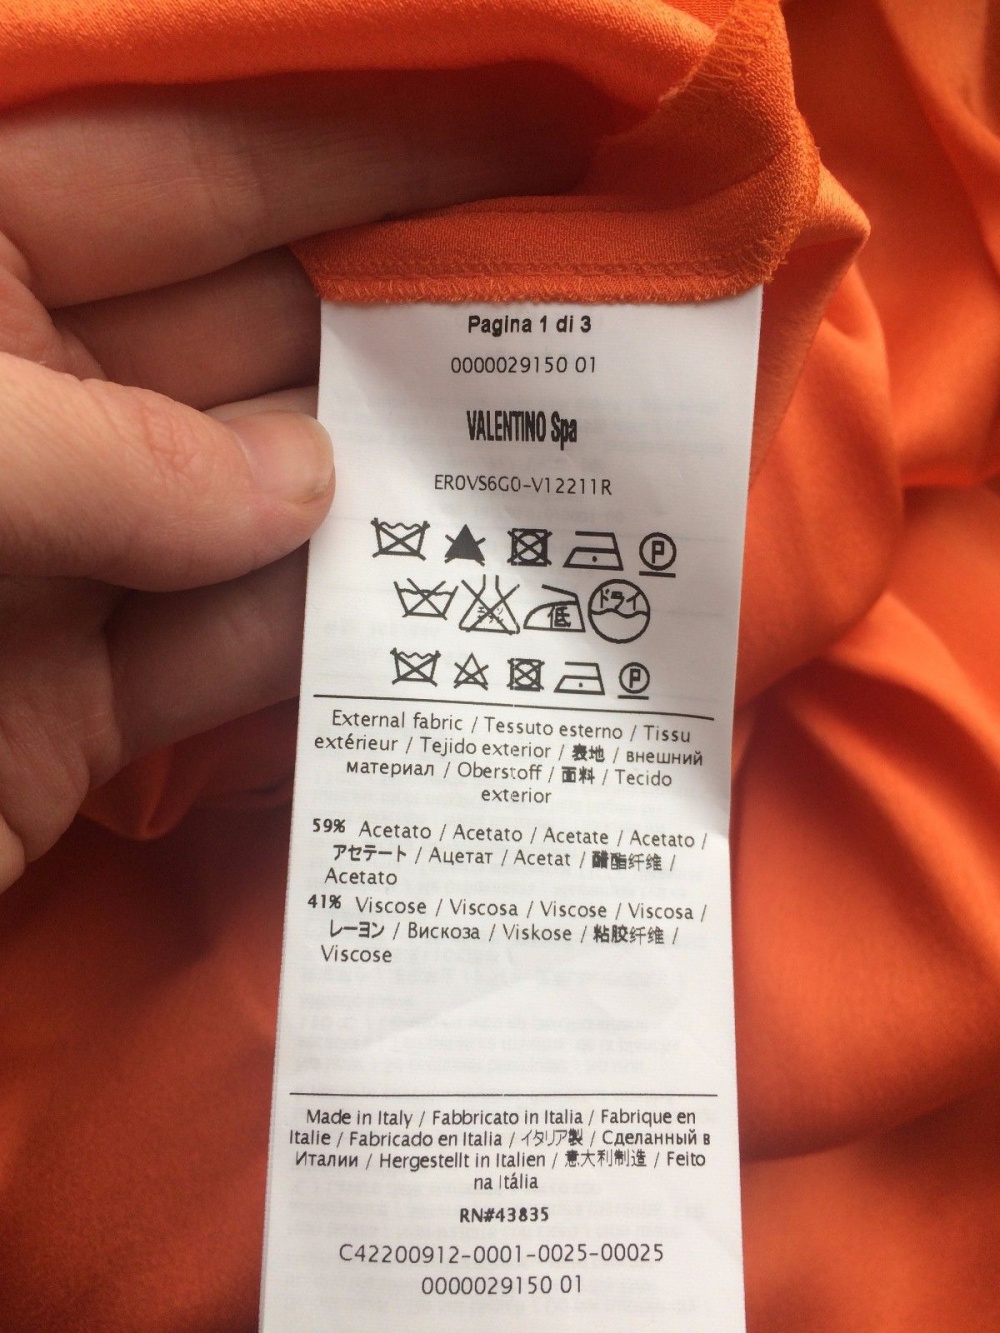 Pagina 1 di 3
0000029150 01
VALENTINO Spa
ER0VS6G0-V12211R
P
低 ドライ
P
External fabric / Tessuto esterno / Tissu
extérieur / Tejido exterior / 表地 / внешний
материал / Oberstoff / 面料 / Tecido
exterior
59% Acetato / Acetato / Acetate / Acetato /
アセテート / Ацетат / Acetat / 醋酯纤维 /
Acetato
41% Viscose / Viscosa / Viscose / Viscosa /
レーヨン / Вискоза / Viskose / 粘胶纤维 /
Viscose
Made in Italy / Fabbricato in Italia / Fabrique en
Italie / Fabricado en Italia / イタリア製 / Сделанный в
Италии / Hergestellt in Italien / 意大利制造 / Feito
na Itália
RN#43835
C42200912-0001-0025-00025
0000029150 01